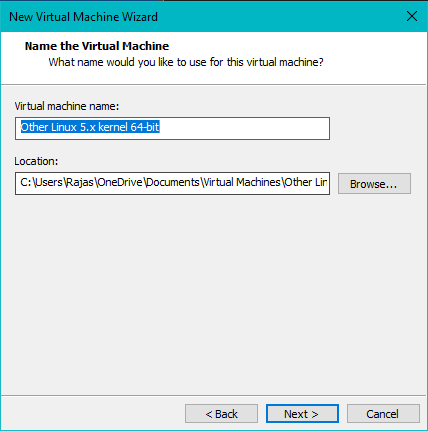 New Virtual Machine Wizard
Name the Virtual Machine
What name would you like to use for this virtual machine?
Virtual machine name:
Other Linux 5.x kernel 64-bit
Location:
C:\Users\Rajas\OneDrive\Documents\Virtual Machines\Other Lin
Browse...
< Back
Next >
Cancel